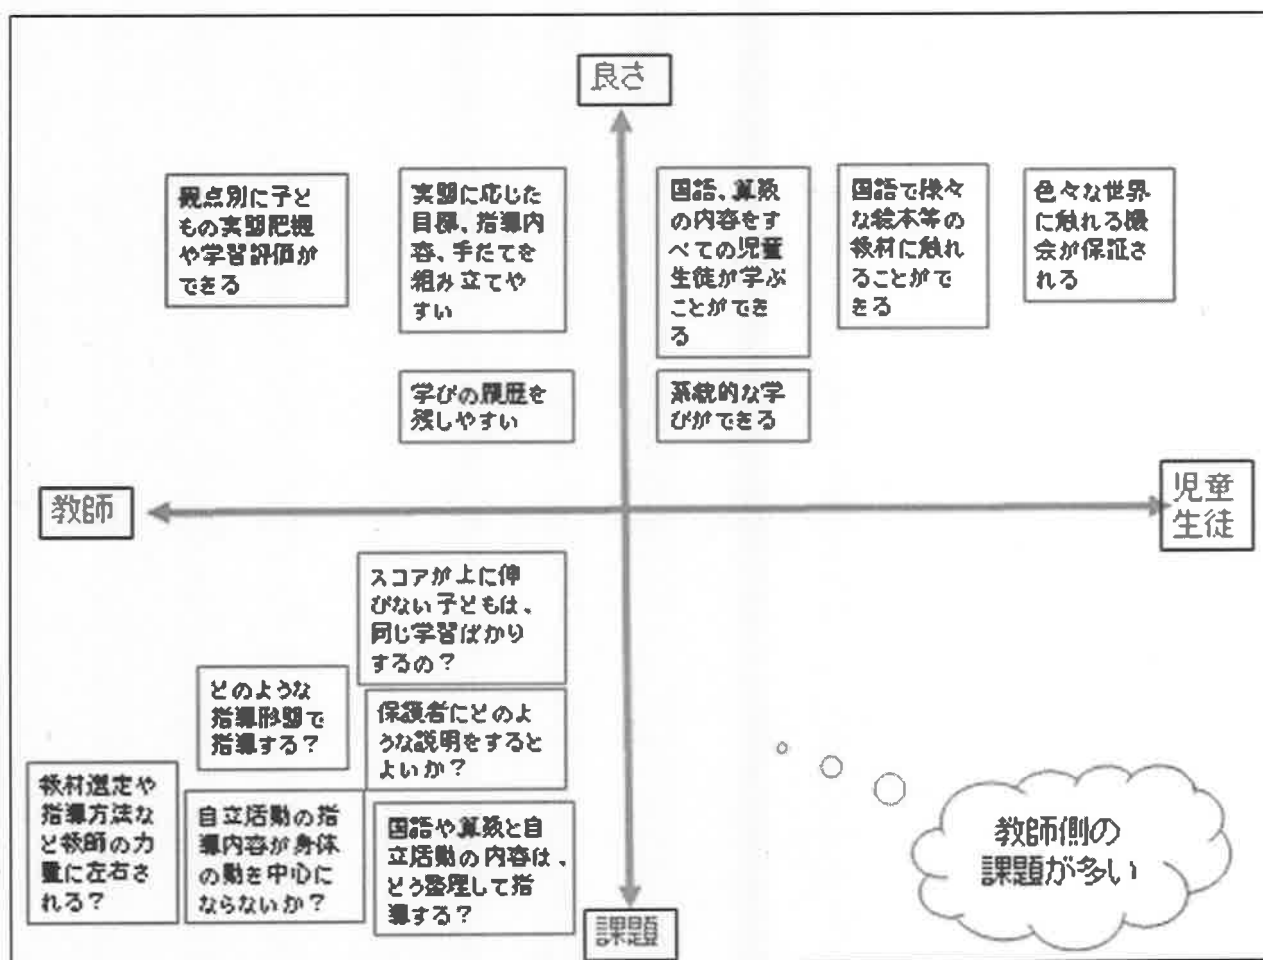 良さ
観点別に子ど
もの実態把握
や学習評価が
できる
実態に応じた
目標、指導内
容、手だてを
組み立てや
すい
国語、算数
の内容をす
べての児童
生徒が学ぶ
ことができ
る
国語で様々
な絵本等の
教材に触れ
ることがで
きる
色々な世界
に触れる機
会が保証さ
れる
学びの履歴を
残しやすい
系統的な学
びができる
教師
児童
生徒
スコアが上に伸
びない子どもは、
同じ学習ばかり
するの？
どのような
指導形態で
指導する？
保護者にどのよ
うな説明をすると
よいか？
教材選定や
指導方法な
ど教師の力
量に左右さ
れる？
自立活動の指
導内容が身体
の動を中心に
ならないか？
国語や算数と自
立活動の内容は、
どう整理して指
導する？
教師側の
課題が多い
課題